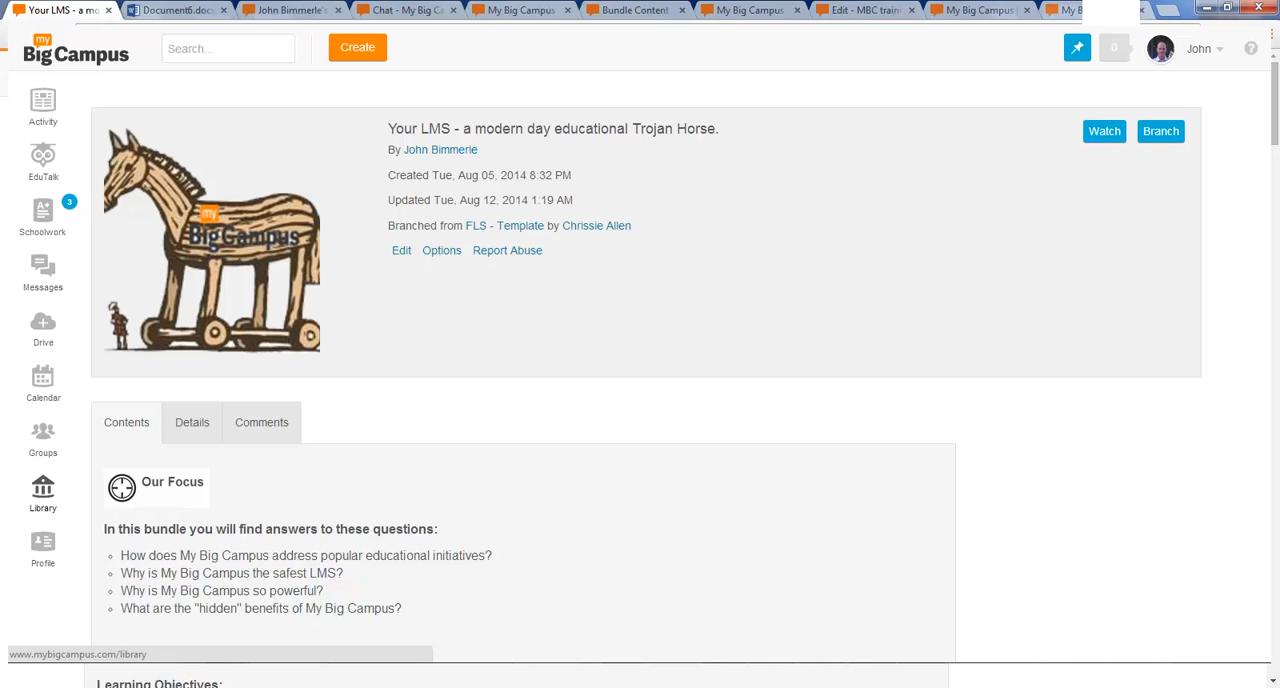 Your LMS - a mo
Document6.docx
John Bimmerle's
Chat - My Big Ca
My Big Campus
Bundle Content
My Big Campus
Edit - MBC train
My Big Campus
My B
my
Big Campus
Search...
Create
0
John
Activity
EduTalk
3
Schoolwork
Messages
Drive
Calendar
Groups
Library
Profile
my
BigCampus
Your LMS - a modern day educational Trojan Horse.
By John Bimmerle
Created Tue, Aug 05, 2014 8:32 PM
Updated Tue, Aug 12, 2014 1:19 AM
Branched from FLS - Template by Chrissie Allen
Edit Options Report Abuse
Watch
Branch
Contents
Details
Comments
Our Focus
In this bundle you will find answers to these questions:
How does My Big Campus address popular educational initiatives?
Why is My Big Campus the safest LMS?
Why is My Big Campus so powerful?
What are the "hidden" benefits of My Big Campus?
www.mybigcampus.com/library
Learning Objectives: